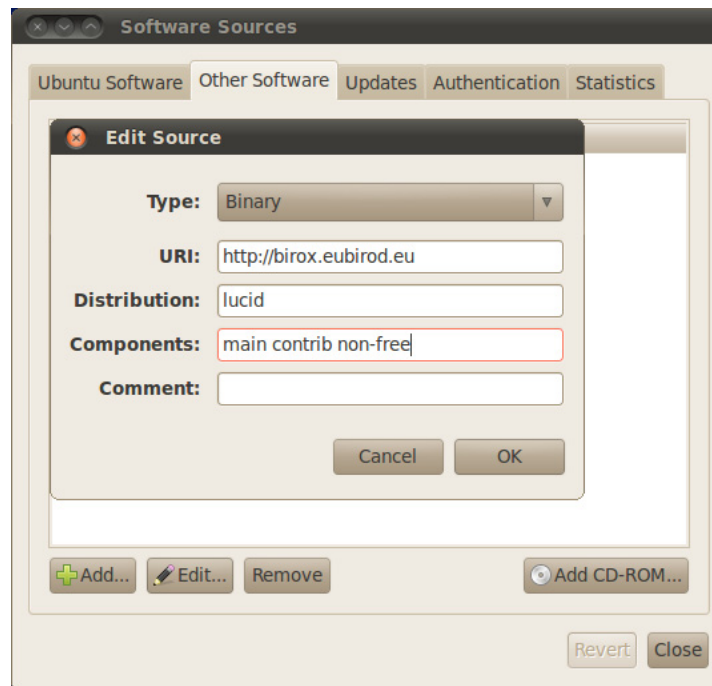 Software Sources
Ubuntu Software Other Software Updates Authentication Statistics
Edit Source
Type: Binary
URI: http://birox.eubirod.eu
Distribution: lucid
Components: main contrib non-free
Comment:
Cancel OK
Add... Edit... Remove Add CD-ROM...
Revert Close